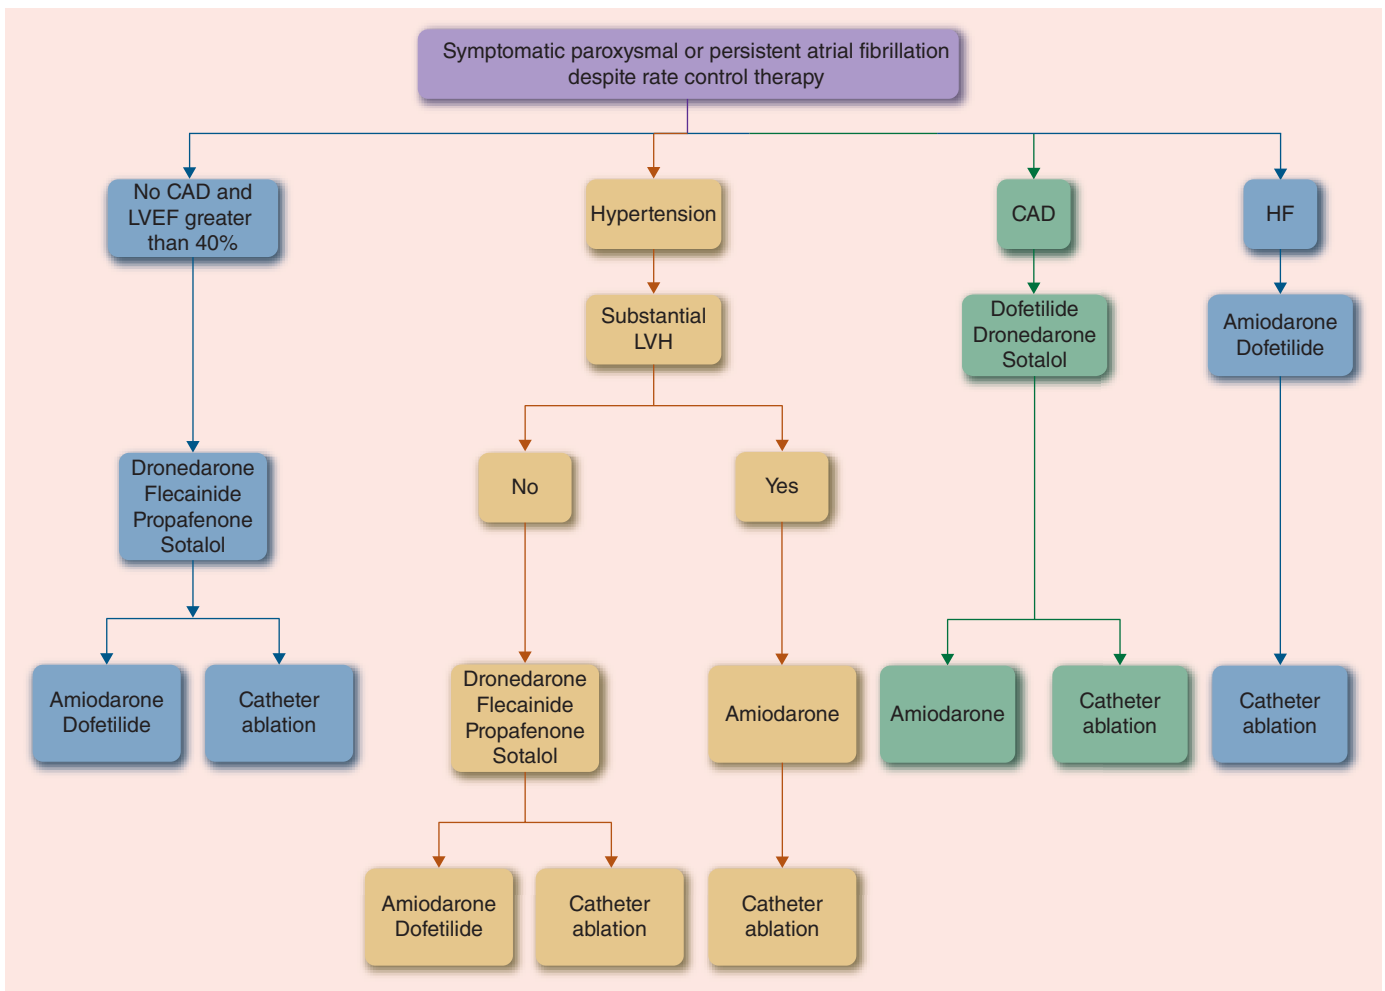 Symptomatic paroxysmal or persistent atrial fibrillation
despite rate control therapy
No CAD and
LVEF greater
than 40%
Hypertension
CAD
HF
Substantial
LVH
Dofetilide
Dronedarone
Sotalol
Amiodarone
Dofetilide
Dronedarone
Flecainide
Propafenone
Sotalol
No
Yes
Amiodarone
Dofetilide
Catheter
ablation
Dronedarone
Flecainide
Propafenone
Sotalol
Amiodarone
Amiodarone
Catheter
ablation
Catheter
ablation
Amiodarone
Dofetilide
Catheter
ablation
Catheter
ablation